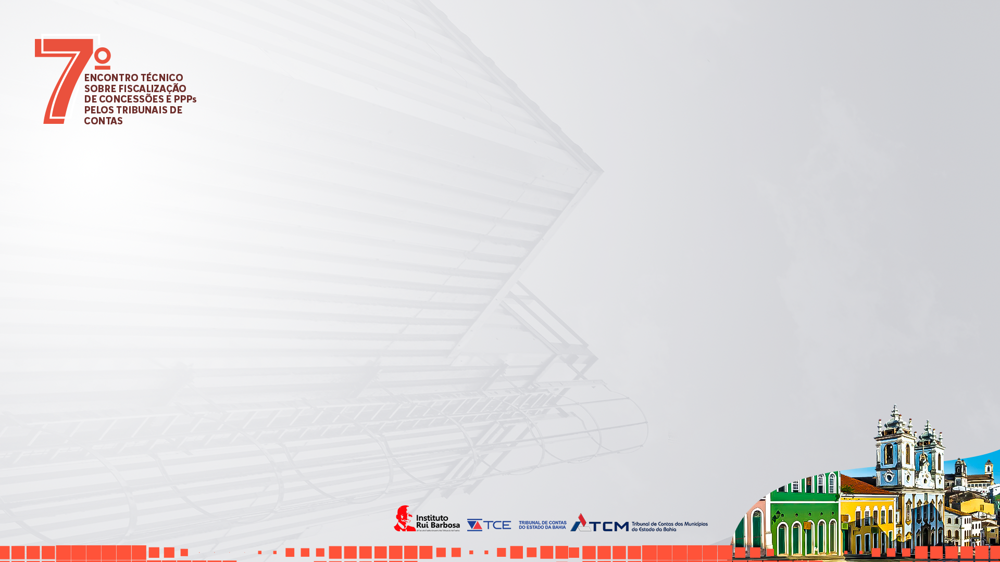 7º
ENCONTRO TÉCNICO
SOBRE FISCALIZAÇÃO
DE CONCESSÕES E PPPs
PELOS TRIBUNAIS DE
CONTAS
Instituto
Rui Barbosa
TCE
TRIBUNAL DE CONTAS
DO ESTADO DA BAHIA
TCM
Tribunal de Contas dos Municípios
do Estado da Bahia